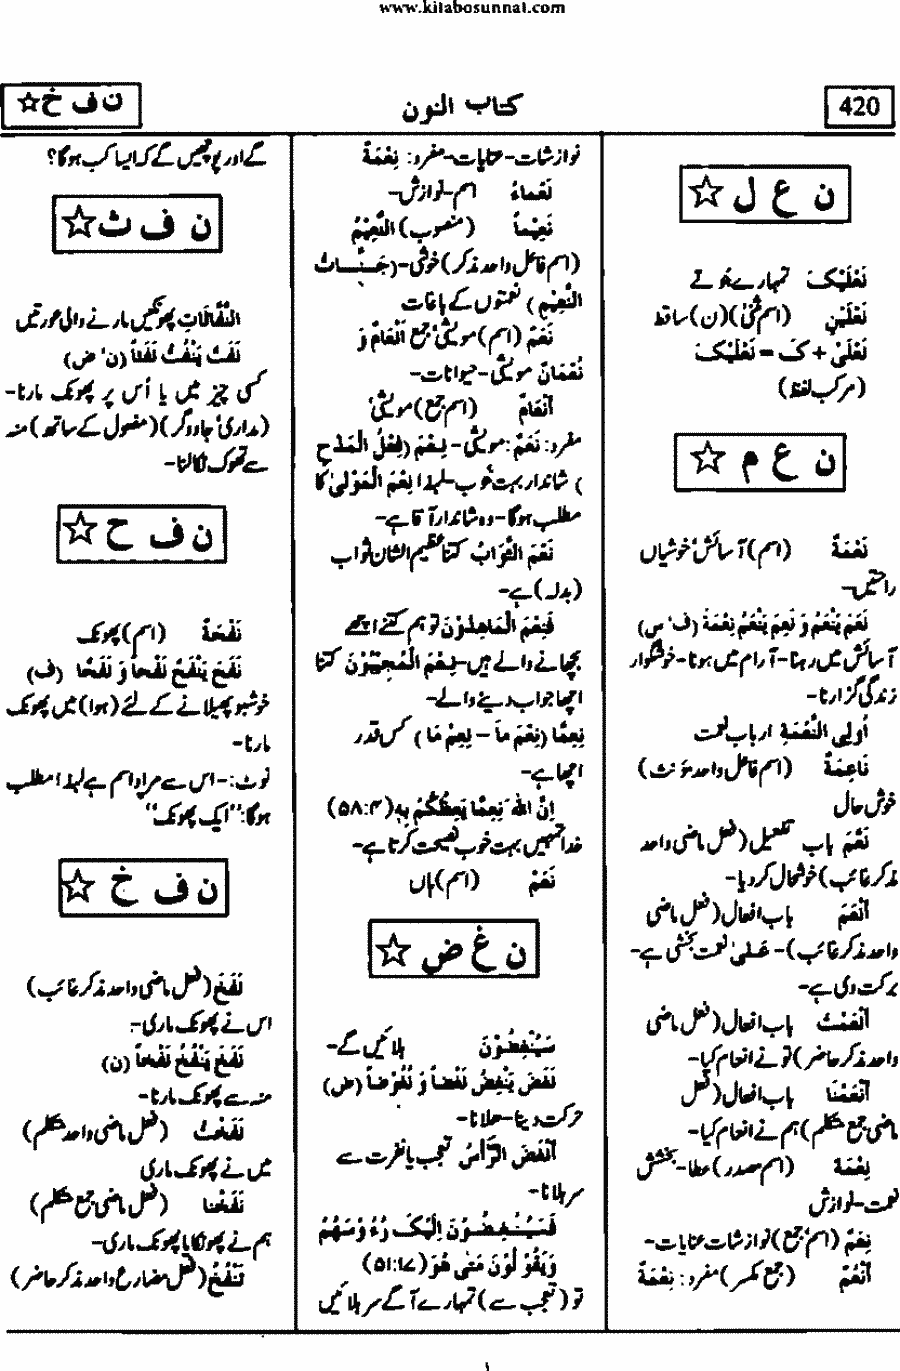 www.kitabosunnat.com
420
كتاب النون
ن ف خ ☆
ن ع ل ☆
نَعْلَيْكَ تمہارے جُوتے
نَعْلَيْنِ (اسم مثنٰی)(ن) ساقط
نَعْلَيْ + كَ = نَعْلَيْكَ
(مرکب لفظ)
ن ع م ☆
نَعْمَةٌ (اسم) آسائش، خوشیاں
راحتیں-
نَعَمَ يَنْعُمُ وَ نَعِمَ يَنْعَمُ نِعْمَةً (ف، س)
آسائش میں رہنا-آرام میں ہونا-خوشگوار
زندگی گزارنا-
أُولِي النَّعْمَةِ ارباب نعمت
نَاعِمَةٌ (اسم فاعل واحد مؤنث)
خوش حال
نَعَّمَ باب تفعیل (فعل ماضی واحد
مذکر غائب) خوشحال کر دیا-
أَنْعَمَ باب افعال (فعل ماضی
واحد مذکر غائب)- عَلیٰ نعمت بخشی ہے-
برکت دی ہے-
أَنْعَمْتَ باب افعال (فعل ماضی
واحد مذکر حاضر) تو نے انعام کیا-
أَنْعَمْنَا باب افعال (فعل
ماضی جمع متکلم) ہم نے انعام کیا-
نِعْمَةٌ (اسم مصدر) عطا-بخشش
نعمت-نوازش
نِعَمٌ (اسم جمع) نوازشات عنایات-
أَنْعُمٌ (جمع مکسر) مفرد: نِعْمَةٌ
نوازشات-عنایات-مفرد: نِعْمَةٌ
نَعْمَاءُ اسم-نوازش-
نَعِيْمًا (منصوب) النَّعِيْمُ
(اسم فاعل واحد مذکر) خوشی-(جَنَّاتُ
النَّعِيْمِ) نعمتوں کے باغات
نَعَمٌ (اسم) مویشی، جمع أَنْعَامٌ وَ
نُعْمَانٌ مویشی-حیوانات-
أَنْعَامٌ (اسم جمع) مویشی،
مفرد: نَعَمٌ: مویشی- نِعْمَ (فِعْلُ الْمَدْحِ
) شاندار بہت خوب-لہذا نِعْمَ الْمَوْلیٰ کا
مطلب ہوگا-وہ شاندار آقا ہے-
نِعْمَ الثَّوَابُ کتنا عظیم الشان ثواب
(بدلہ) ہے-
فَنِعْمَ الْمَاهِدُوْنَ تو ہم کتنے اچھے
بچھانے والے ہیں-نِعْمَ الْمُجِيْبُوْنَ کتنا
اچھا جواب دینے والے-
نِعِمَّا (نِعْمَ مَا - نِعِمْ مَا) کس قدر
اچھا ہے-
إِنَّ اللهَ نِعِمَّا يَعِظُكُمْ بِهِ (۵۸:۴)
خدا تمہیں بہت خوب نصیحت کرتا ہے-
نَعَمْ (اسم) ہاں
ن غ ض ☆
سَيُنْغِضُوْنَ ہلائیں گے-
نَغَضَ يَنْغِضُ نَغْضًا وَ نُغُوْضًا (ض)
حرکت دینا-ہلانا-
أَنْغَضَ الرَّأْسَ تعجب یا نفرت سے
سر ہلانا-
فَسَيُنْغِضُوْنَ إِلَيْكَ رُءُوْسَهُمْ
وَيَقُوْلُوْنَ مَتٰى هُوَ (۵۱:۱۷)
تو (تعجب سے) تمہارے آگے سر ہلائیں
گے اور پوچھیں گے کہ ایسا کب ہوگا؟
ن ف ث ☆
النَّفَّاثَاتِ پھونکیں مارنے والی عورتیں
نَفَثَ يَنْفُثُ نَفْثًا (ن، ض)
کسی چیز میں یا اُس پر پھونک مارنا-
(مداری، جادوگر)(مفعول کے ساتھ) منہ
سے تھوک نکالنا-
ن ف ح ☆
نَفْحَةٌ (اسم) پھونک
نَفَحَ يَنْفَحُ نَفْحًا وَ نَفَحًا (ف)
خوشبو پھیلانے کے لئے (ہوا) میں پھونک
مارنا-
نوٹ:- اس سے مراد اسم ہے لہذا مطلب
ہوگا: "ایک پھونک"
ن ف خ ☆
نَفَخَ (فعل ماضی واحد مذکر غائب)
اس نے پھونک ماری-
نَفَخَ يَنْفُخُ نَفْخًا (ن)
منہ سے پھونک مارنا-
نَفَخْتُ (فعل ماضی واحد متکلم)
میں نے پھونک ماری
نَفَخْنَا (فعل ماضی جمع متکلم)
ہم نے پھونکا یا پھونک ماری-
تَنْفُخُ (فعل مضارع واحد مذکر حاضر)